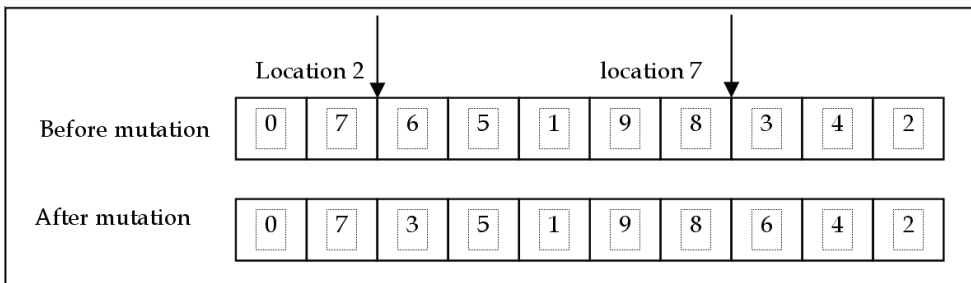 Location 2 location 7
Before mutation 0 7 6 5 1 9 8 3 4 2
After mutation 0 7 3 5 1 9 8 6 4 2